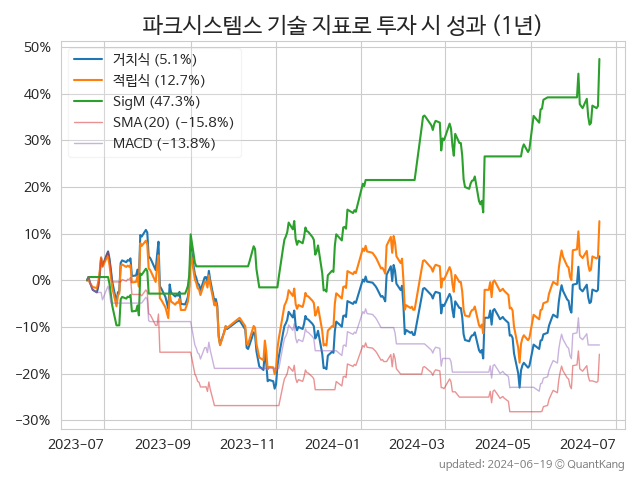 파크시스템스 기술 지표로 투자 시 성과 (1년)
50%
40%
30%
20%
10%
0%
−10%
−20%
−30%
거치식 (5.1%)
적립식 (12.7%)
SigM (47.3%)
SMA(20) (−15.8%)
MACD (−13.8%)
2023-07 2023-09 2023-11 2024-01 2024-03 2024-05 2024-07
updated: 2024-06-19 © QuantKang